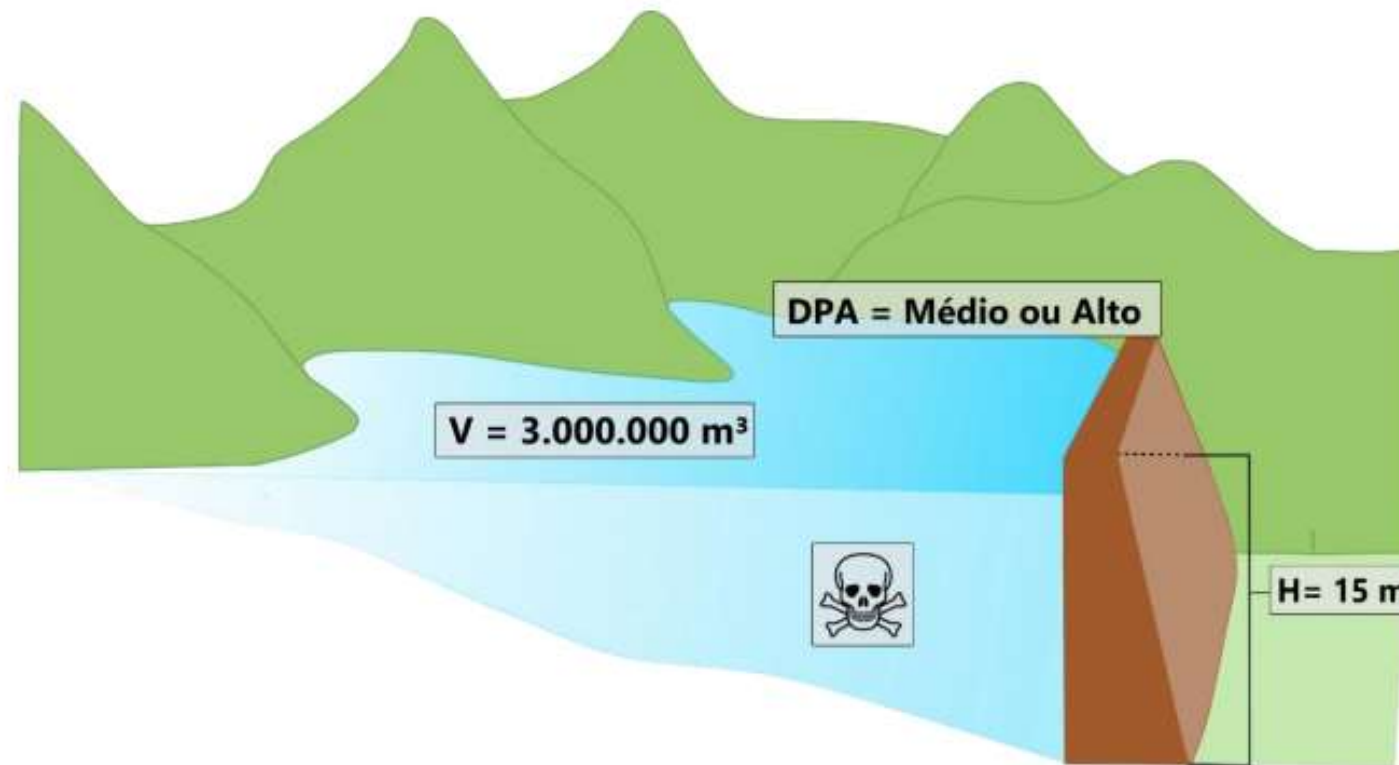 DPA = Médio ou Alto
V = 3.000.000 m³
H= 15 m